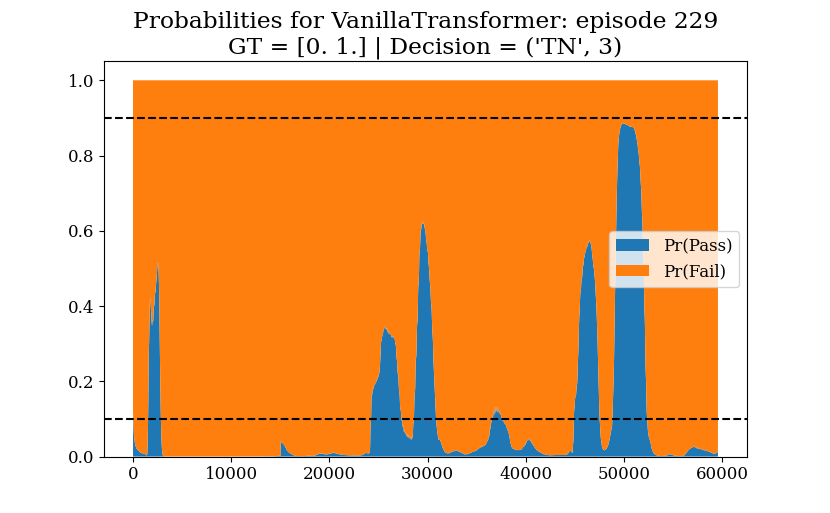 Probabilities for VanillaTransformer: episode 229
GT = [0. 1.] | Decision = ('TN', 3)
1.0
0.8
0.6
0.4
0.2
0.0
Pr(Pass)
Pr(Fail)
0 10000 20000 30000 40000 50000 60000